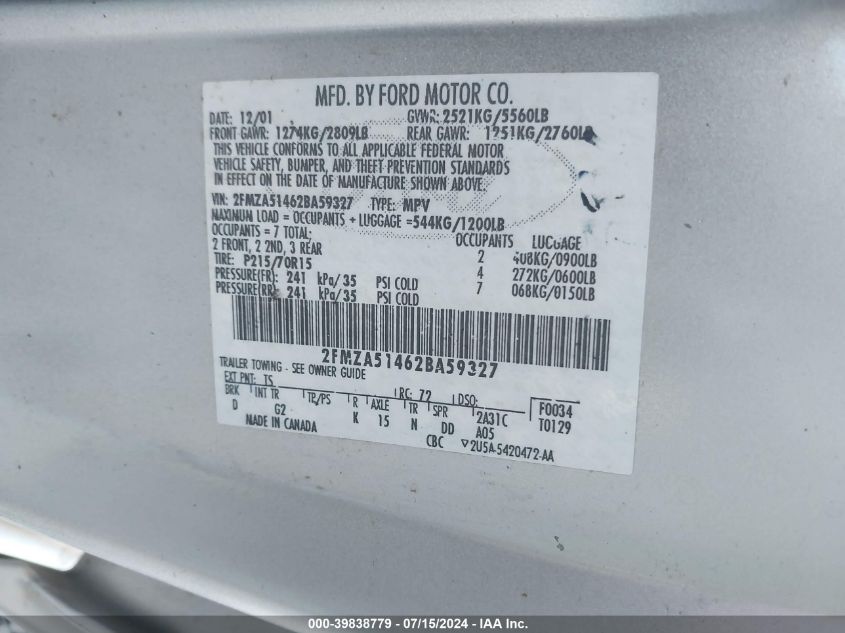 MFD. BY FORD MOTOR CO.
DATE: 12/01 GVWR: 2521KG/5560LB
FRONT GAWR: 1274KG/2809LB REAR GAWR: 1251KG/2760LB
THIS VEHICLE CONFORMS TO ALL APPLICABLE FEDERAL MOTOR
VEHICLE SAFETY, BUMPER, AND THEFT PREVENTION STANDARDS
IN EFFECT ON THE DATE OF MANUFACTURE SHOWN ABOVE.
VIN: 2FMZA51462BA59327 TYPE: MPV
MAXIMUM LOAD = OCCUPANTS + LUGGAGE =544KG/1200LB
OCCUPANTS = 7 TOTAL: OCCUPANTS LUGGAGE
2 FRONT, 2 2ND, 3 REAR 2 408KG/0900LB
TIRE: P215/70R15 4 272KG/0600LB
PRESSURE(FR): 241 kPa/35 PSI COLD 7 068KG/0150LB
PRESSURE(RR): 241 kPa/35 PSI COLD
2FMZA51462BA59327
TRAILER TOWING - SEE OWNER GUIDE
EXT PNT: TS RC: 72 DSO: F0034
BRK INT TR TP/PS R AXLE TR SPR 2A31C T0129
D G2 K 15 N DD A05
MADE IN CANADA CBC ▽2U5A-5420472-AA
000-39838779 - 07/15/2024 - IAA Inc.